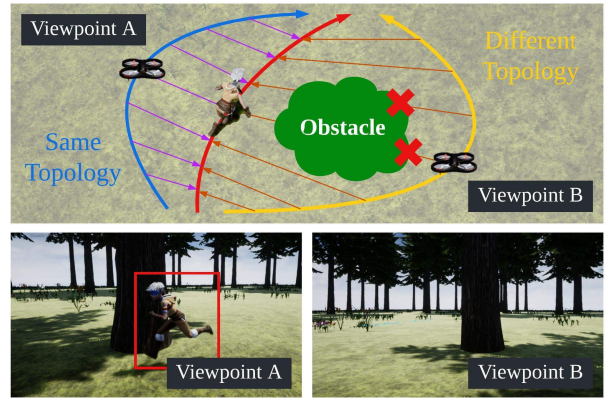 Viewpoint A
Different
Topology
Obstacle
Same
Topology
Viewpoint B
Viewpoint A
Viewpoint B